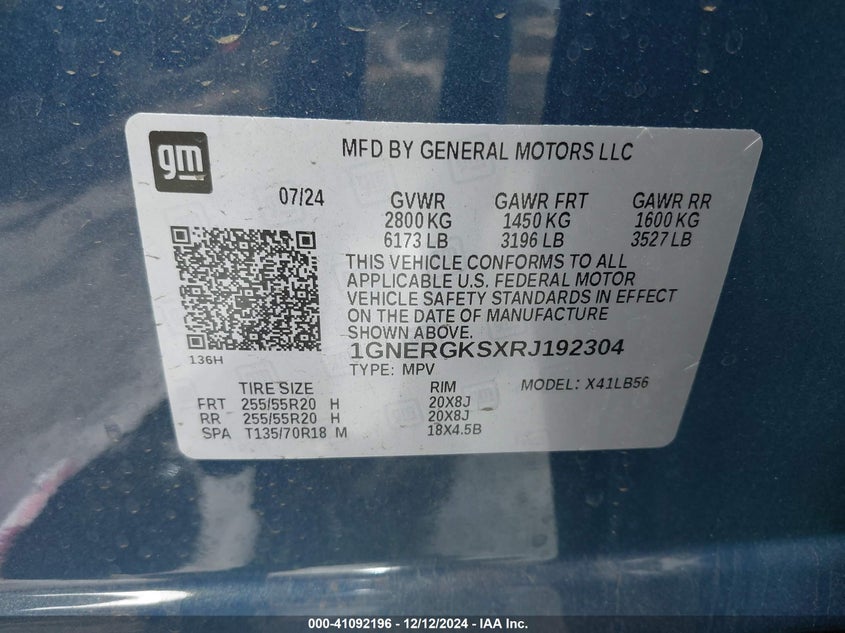 gm
MFD BY GENERAL MOTORS LLC
07/24 GVWR GAWR FRT GAWR RR
2800 KG 1450 KG 1600 KG
6173 LB 3196 LB 3527 LB
THIS VEHICLE CONFORMS TO ALL
APPLICABLE U.S. FEDERAL MOTOR
VEHICLE SAFETY STANDARDS IN EFFECT
ON THE DATE OF MANUFACTURE
SHOWN ABOVE.
136H
1GNERGKSXRJ192304
TYPE: MPV
TIRE SIZE RIM MODEL: X41LB56
FRT 255/55R20 H 20X8J
RR 255/55R20 H 20X8J
SPA T135/70R18 M 18X4.5B
000-41092196 - 12/12/2024 - IAA Inc.